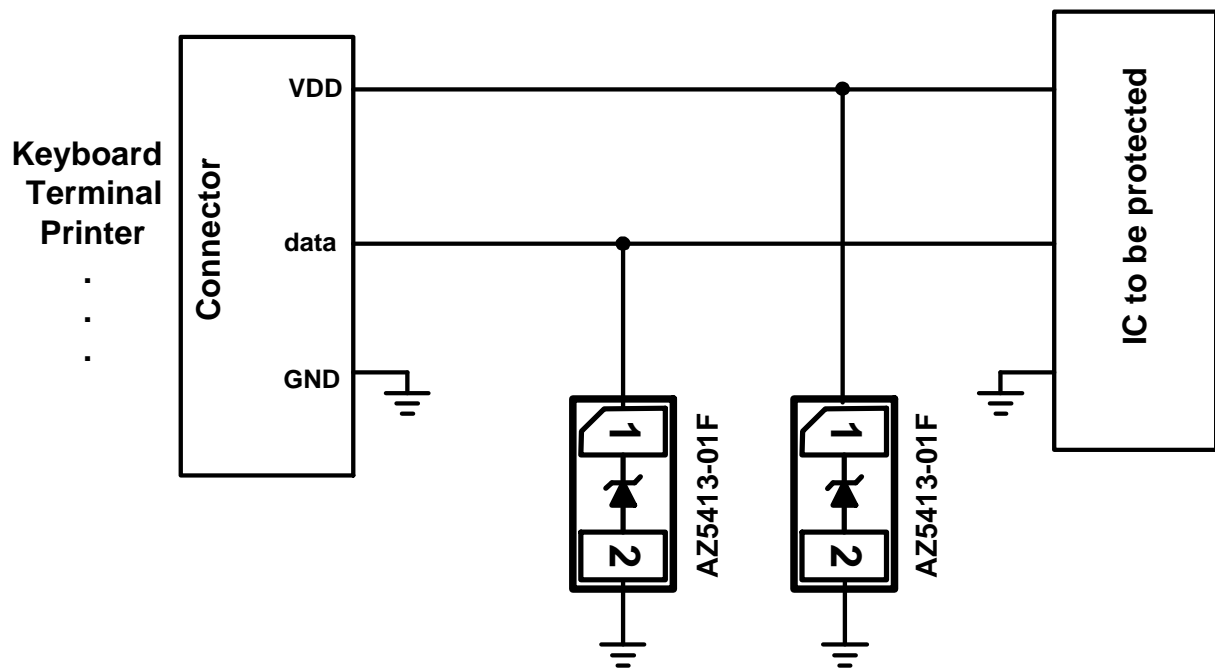 Keyboard
Terminal
Printer
.
.
.
Connector
VDD
data
GND
1
2
AZ5413-01F
1
2
AZ5413-01F
IC to be protected